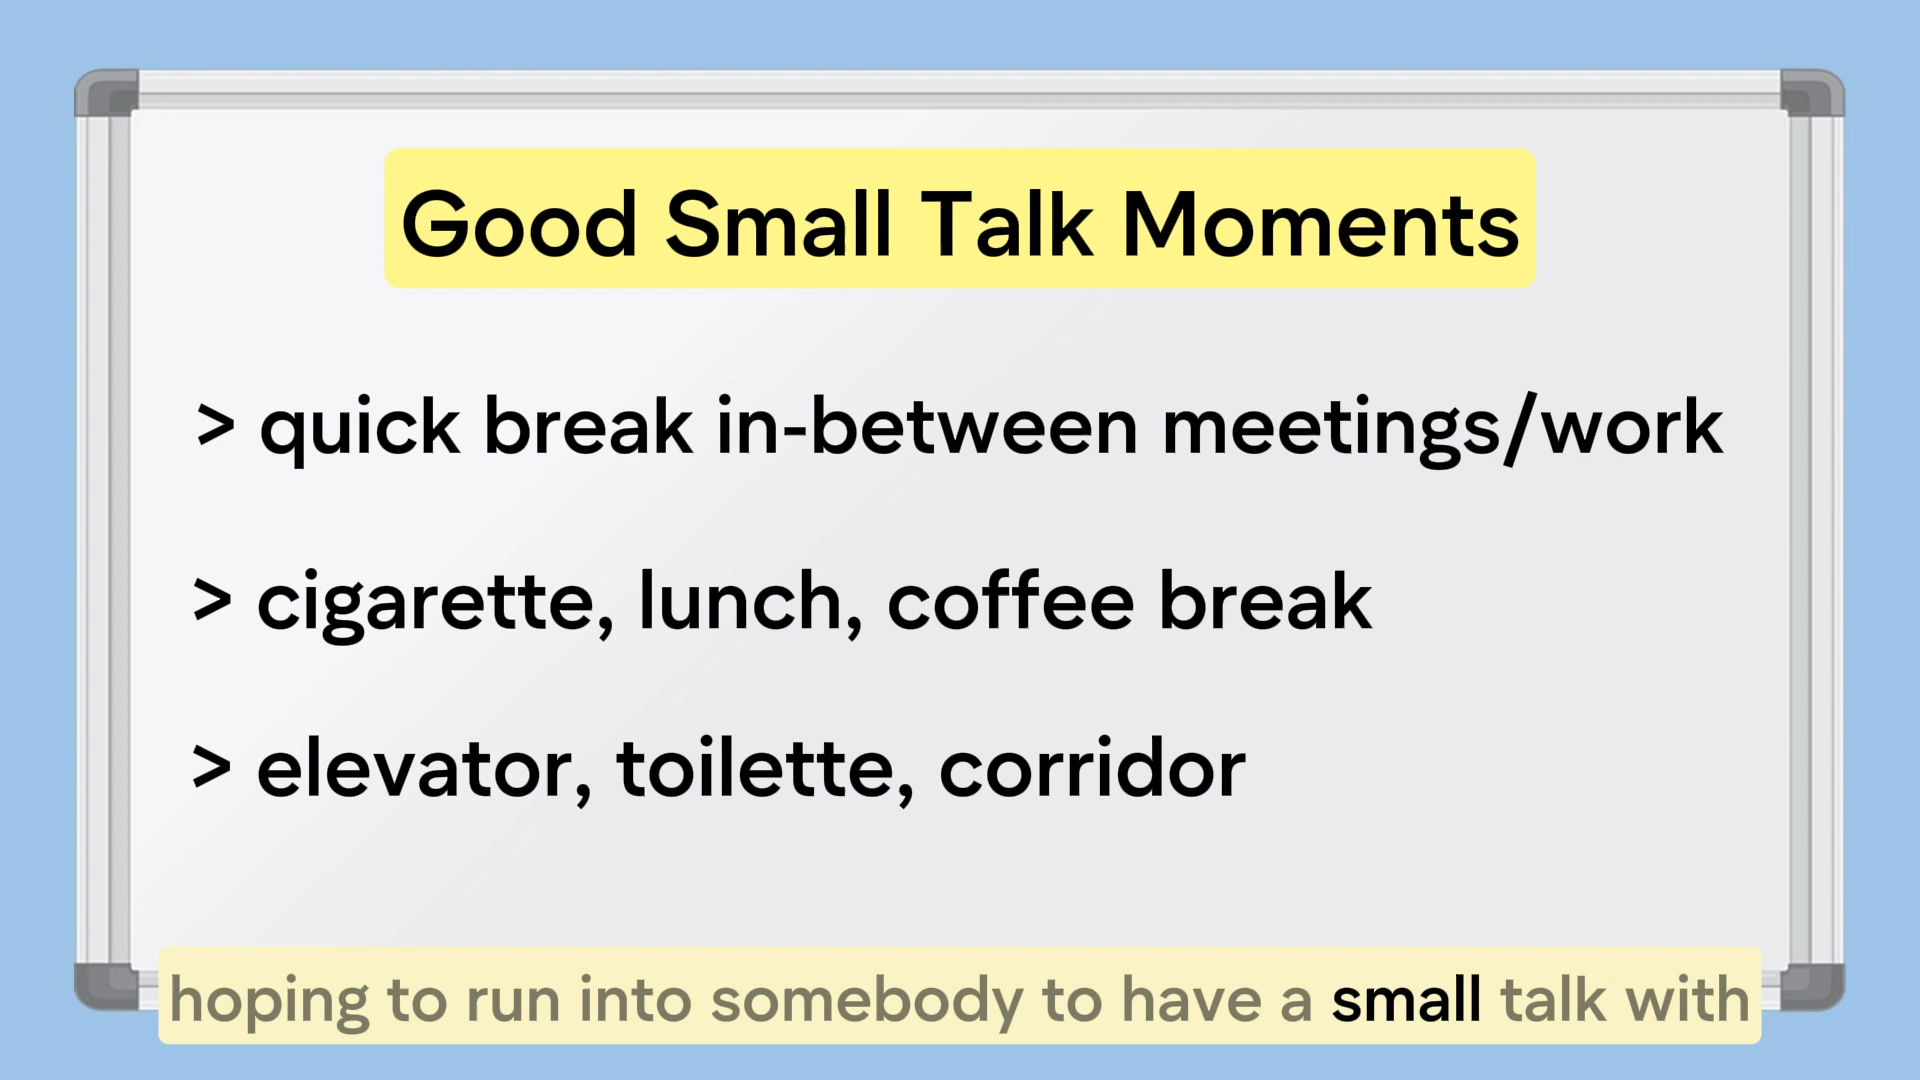 Good Small Talk Moments
> quick break in-between meetings/work
> cigarette, lunch, coffee break
> elevator, toilette, corridor
hoping to run into somebody to have a small talk with